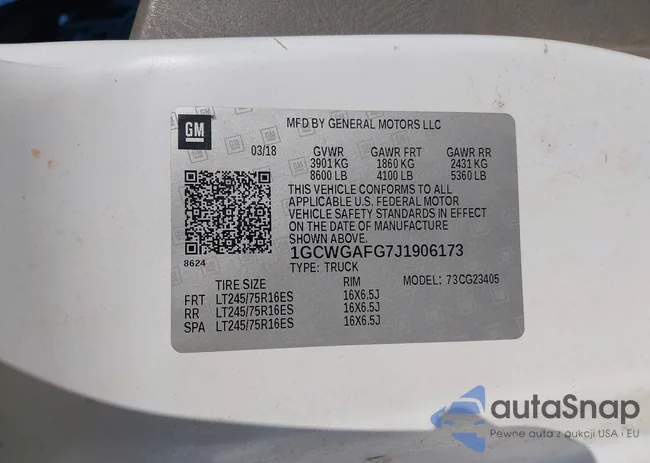 GM
MFD BY GENERAL MOTORS LLC
03/18 GVWR GAWR FRT GAWR RR
3901 KG 1860 KG 2431 KG
8600 LB 4100 LB 5360 LB
THIS VEHICLE CONFORMS TO ALL
APPLICABLE U.S. FEDERAL MOTOR
VEHICLE SAFETY STANDARDS IN EFFECT
ON THE DATE OF MANUFACTURE
SHOWN ABOVE.
1GCWGAFG7J1906173
8624
TYPE: TRUCK
TIRE SIZE RIM MODEL: 73CG23405
FRT LT245/75R16ES 16X6.5J
RR LT245/75R16ES 16X6.5J
SPA LT245/75R16ES 16X6.5J
autaSnap
Pewne auta z aukcji USA i EU